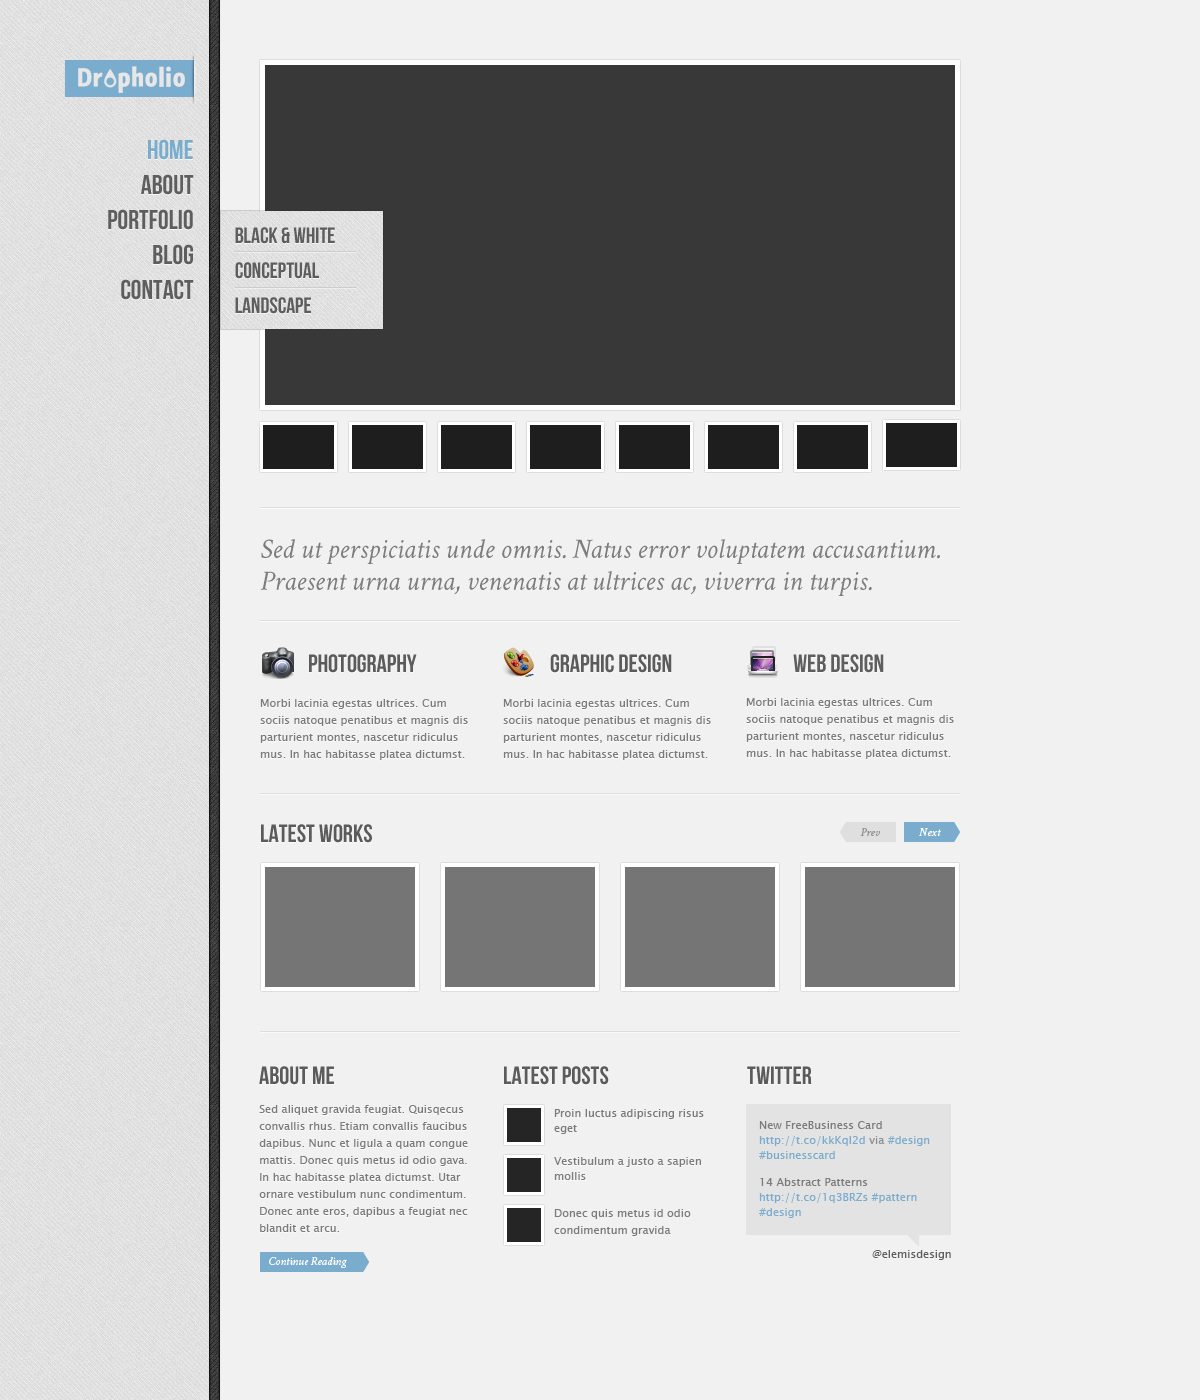 Dropholio
HOME
ABOUT
PORTFOLIO
BLOG
CONTACT
BLACK & WHITE
CONCEPTUAL
LANDSCAPE
Sed ut perspiciatis unde omnis. Natus error voluptatem accusantium.
Praesent urna urna, venenatis at ultrices ac, viverra in turpis.
PHOTOGRAPHY
Morbi lacinia egestas ultrices. Cum
sociis natoque penatibus et magnis dis
parturient montes, nascetur ridiculus
mus. In hac habitasse platea dictumst.
GRAPHIC DESIGN
Morbi lacinia egestas ultrices. Cum
sociis natoque penatibus et magnis dis
parturient montes, nascetur ridiculus
mus. In hac habitasse platea dictumst.
WEB DESIGN
Morbi lacinia egestas ultrices. Cum
sociis natoque penatibus et magnis dis
parturient montes, nascetur ridiculus
mus. In hac habitasse platea dictumst.
LATEST WORKS
Prev
Next
ABOUT ME
Sed aliquet gravida feugiat. Quisqecus
convallis rhus. Etiam convallis faucibus
dapibus. Nunc et ligula a quam congue
mattis. Donec quis metus id odio gava.
In hac habitasse platea dictumst. Utar
ornare vestibulum nunc condimentum.
Donec ante eros, dapibus a feugiat nec
blandit et arcu.
Continue Reading
LATEST POSTS
Proin luctus adipiscing risus
eget
Vestibulum a justo a sapien
mollis
Donec quis metus id odio
condimentum gravida
TWITTER
New FreeBusiness Card
http://t.co/kkKqI2d via #design
#businesscard
14 Abstract Patterns
http://t.co/1q3BRZs #pattern
#design
@elemisdesign